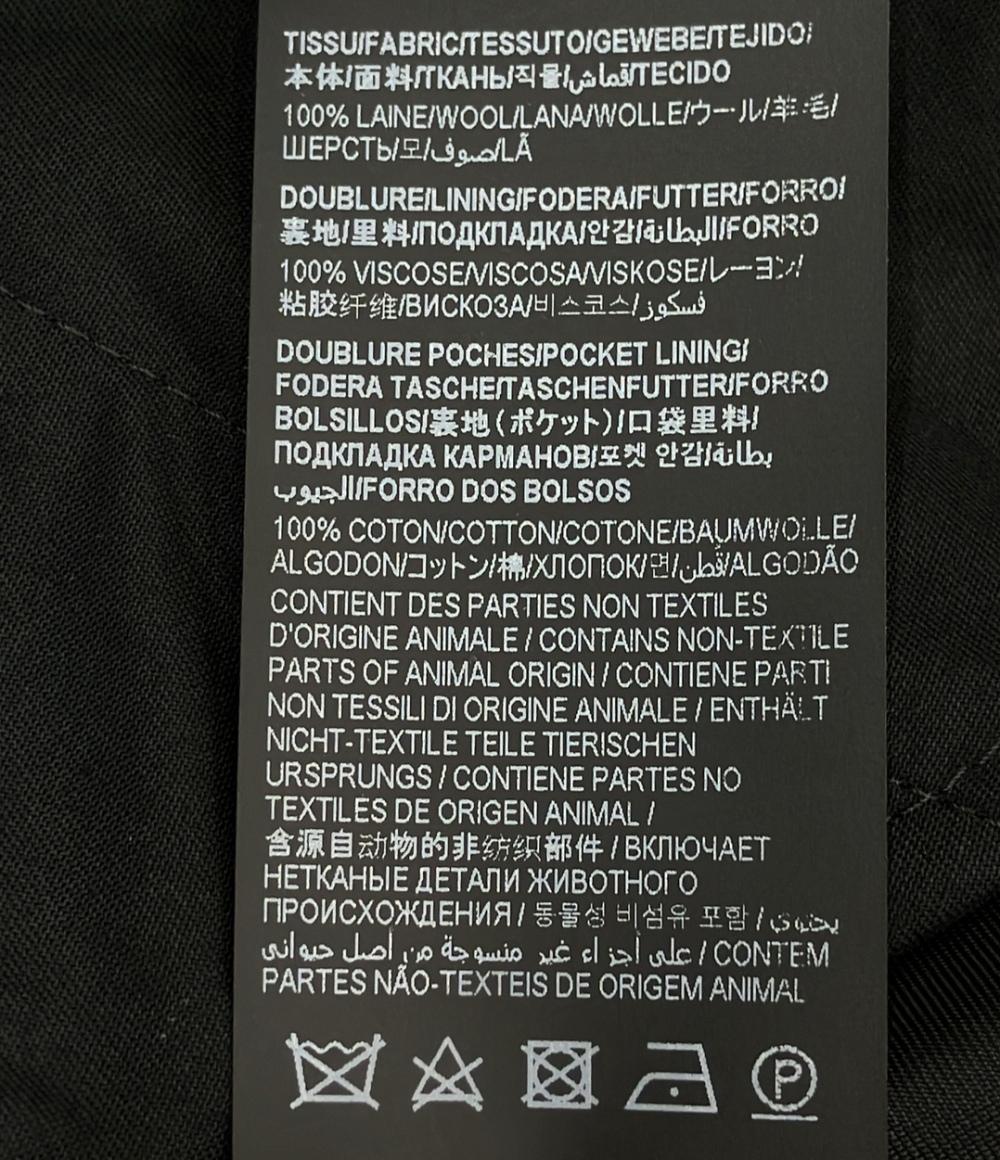 TISSU/FABRIC/TESSUTO/GEWEBE/TEJIDO/
本体/面料/ТКАНЬ/직물/قماش/TECIDO
100% LAINE/WOOL/LANA/WOLLE/ウール/羊毛/
ШЕРСТЬ/모/صوف/LÃ
DOUBLURE/LINING/FODERA/FUTTER/FORRO/
裏地/里料/ПОДКЛАДКА/안감/البطانة/FORRO
100% VISCOSE/VISCOSA/VISKOSE/レーヨン/
粘胶纤维/ВИСКОЗА/비스코스/فسكوز
DOUBLURE POCHES/POCKET LINING/
FODERA TASCHE/TASCHENFUTTER/FORRO
BOLSILLOS/裏地(ポケット)/口袋里料/
ПОДКЛАДКА КАРМАНОВ/포켓 안감/بطانة
الجيوب/FORRO DOS BOLSOS
100% COTON/COTTON/COTONE/BAUMWOLLE/
ALGODON/コットン/棉/ХЛОПОК/면/قطن/ALGODÃO
CONTIENT DES PARTIES NON TEXTILES
D'ORIGINE ANIMALE / CONTAINS NON-TEXTILE
PARTS OF ANIMAL ORIGIN / CONTIENE PARTI
NON TESSILI DI ORIGINE ANIMALE / ENTHÄLT
NICHT-TEXTILE TEILE TIERISCHEN
URSPRUNGS / CONTIENE PARTES NO
TEXTILES DE ORIGEN ANIMAL /
含源自动物的非纺织部件 / ВКЛЮЧАЕТ
НЕТКАНЫЕ ДЕТАЛИ ЖИВОТНОГО
ПРОИСХОЖДЕНИЯ / 동물성 비섬유 포함 / يحتوي
على أجزاء غير منسوجة من أصل حيواني / CONTEM
PARTES NÃO-TEXTEIS DE ORIGEM ANIMAL
P